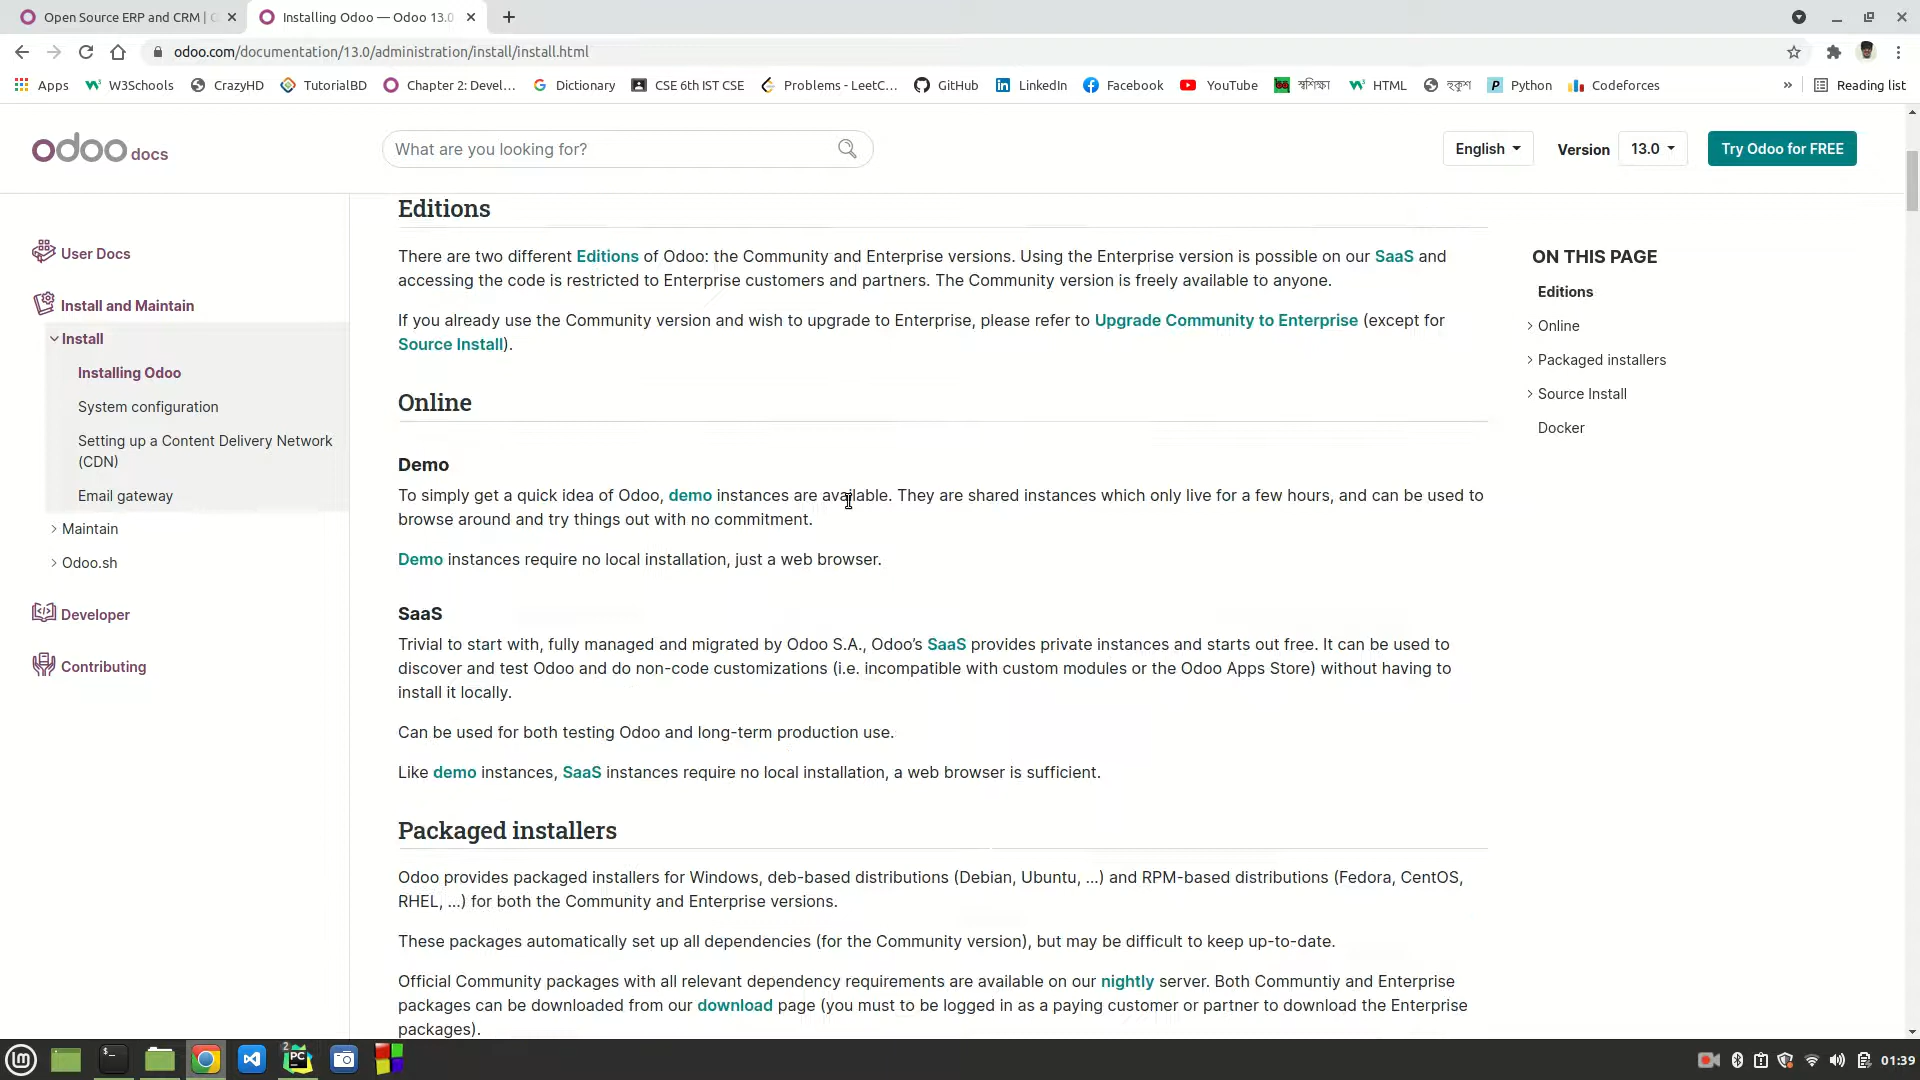 Open Source ERP and CRM |
Installing Odoo — Odoo 13.0
odoo.com/documentation/13.0/administration/install/install.html
Apps
W3Schools
CrazyHD
TutorialBD
Chapter 2: Devel...
Dictionary
CSE 6th IST CSE
Problems - LeetC...
GitHub
LinkedIn
Facebook
YouTube
স্বশিক্ষা
HTML
হুকুশ
Python
Codeforces
»
Reading list
odoo docs
What are you looking for?
English
Version
13.0
Try Odoo for FREE
User Docs
Install and Maintain
Install
Installing Odoo
System configuration
Setting up a Content Delivery Network
(CDN)
Email gateway
Maintain
Odoo.sh
Developer
Contributing
Editions
There are two different Editions of Odoo: the Community and Enterprise versions. Using the Enterprise version is possible on our SaaS and
accessing the code is restricted to Enterprise customers and partners. The Community version is freely available to anyone.
If you already use the Community version and wish to upgrade to Enterprise, please refer to Upgrade Community to Enterprise (except for
Source Install).
Online
Demo
To simply get a quick idea of Odoo, demo instances are available. They are shared instances which only live for a few hours, and can be used to
browse around and try things out with no commitment.
Demo instances require no local installation, just a web browser.
SaaS
Trivial to start with, fully managed and migrated by Odoo S.A., Odoo’s SaaS provides private instances and starts out free. It can be used to
discover and test Odoo and do non-code customizations (i.e. incompatible with custom modules or the Odoo Apps Store) without having to
install it locally.
Can be used for both testing Odoo and long-term production use.
Like demo instances, SaaS instances require no local installation, a web browser is sufficient.
Packaged installers
Odoo provides packaged installers for Windows, deb-based distributions (Debian, Ubuntu, …) and RPM-based distributions (Fedora, CentOS,
RHEL, …) for both the Community and Enterprise versions.
These packages automatically set up all dependencies (for the Community version), but may be difficult to keep up-to-date.
Official Community packages with all relevant dependency requirements are available on our nightly server. Both Communtiy and Enterprise
packages can be downloaded from our download page (you must to be logged in as a paying customer or partner to download the Enterprise
packages).
ON THIS PAGE
Editions
Online
Packaged installers
Source Install
Docker
2
PC
01:39